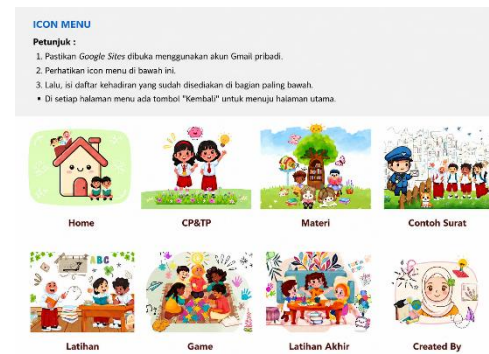 ICON MENU
Petunjuk :
1. Pastikan Google Sites dibuka menggunakan akun Gmail pribadi.
2. Perhatikan icon menu di bawah ini.
3. Lalu, isi daftar kehadiran yang sudah disediakan di bagian paling bawah.
▪ Di setiap halaman menu ada tombol "Kembali" untuk menuju halaman utama.
Home
CP&TP
Materi
Contoh Surat
ABC
Latihan
Game
Latihan Akhir
Created By